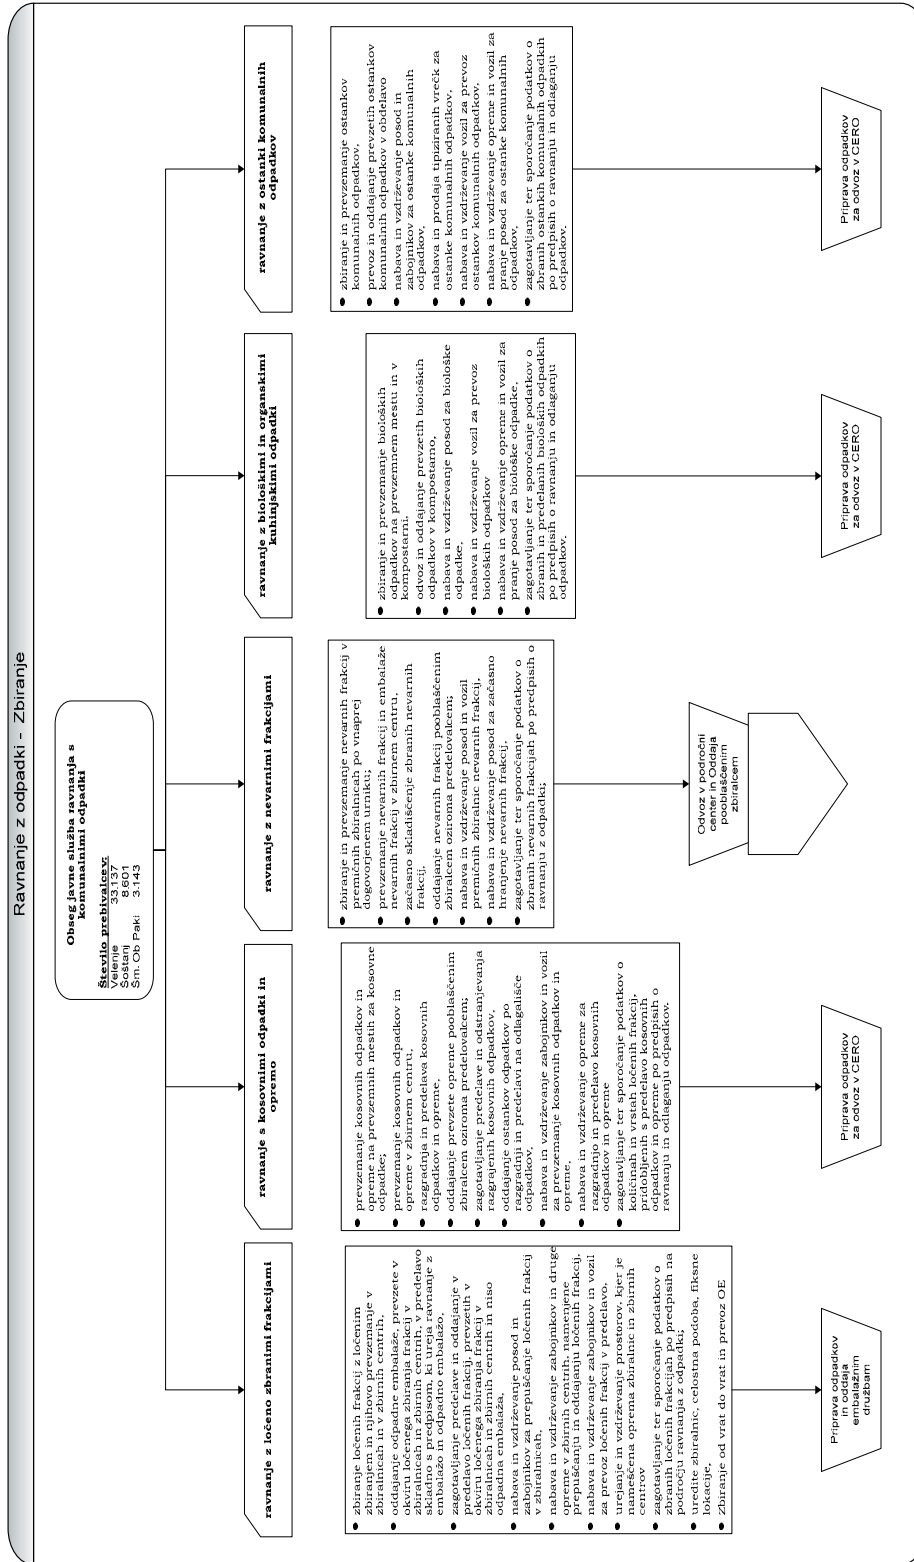 Ravnanje z odpadki - Zbiranje
Obseg javne služba ravnanja s
komunalnimi odpadki
Število prebivalcev:
Velenje 33.137
Šoštanj 8.601
Šm. Ob Paki 3.143
ravnanje z ločeno zbranimi frakcijami
zbiranje ločenih frakcij z ločenim
zbiranjem in njihovo prevzemanje v
zbiralnicah in v zbirnih centrih,
oddajanje odpadne embalaže, prevzete v
okviru ločenega zbiranja frakcij v
zbiralnicah in zbirnih centrih, v predelavo
skladno s predpisom, ki ureja ravnanje z
embalažo in odpadno embalažo,
zagotavljanje predelave in oddajanje v
predelavo ločenih frakcij, prevzetih v
okviru ločenega zbiranja frakcij v
zbiralnicah in zbirnih centrih in niso
odpadna embalaža,
nabava in vzdrževanje posod in
zabojnikov za prepuščanje ločenih frakcij
v zbiralnicah,
nabava in vzdrževanje zabojnikov in druge
opreme v zbirnih centrih, namenjene
prepuščanju in oddajanju ločenih frakcij,
nabava in vzdrževanje zabojnikov in vozil
za prevoz ločenih frakcij v predelavo,
urejanje in vzdrževanje prostorov, kjer je
nameščena oprema zbiralnic in zbirnih
centrov
zagotavljanje ter sporočanje podatkov o
zbranih ločenih frakcijah po predpisih na
področju ravnanja z odpadki;
uredite zbiralnic, celostna podoba, fiksne
lokacije,
Zbiranje od vrat do vrat in prevoz OE
Priprava odpadkov
in oddaja
embalažnim
družbam
ravnanje s kosovnimi odpadki in
opremo
prevzemanje kosovnih odpadkov in
opreme na prevzemnih mestih za kosovne
odpadke;
prevzemanje kosovnih odpadkov in
opreme v zbirnem centru,
razgradnja in predelava kosovnih
odpadkov in opreme,
oddajanje prevzete opreme pooblaščenim
zbiralcem oziroma predelovalcem;
zagotavljanje predelave in odstranjevanja
razgrajenih kosovnih odpadkov,
oddajanje ostankov odpadkov po
razgradnji in predelavi na odlagališče
odpadkov,
nabava in vzdrževanje zabojnikov in vozil
za prevzemanje kosovnih odpadkov in
opreme,
nabava in vzdrževanje opreme za
razgradnjo in predelavo kosovnih
odpadkov in opreme
zagotavljanje ter sporočanje podatkov o
količinah in vrstah ločenih frakcij,
pridobljenih s predelavo kosovnih
odpadkov in opreme po predpisih o
ravnanju in odlaganju odpadkov.
Priprava odpadkov
za odvoz v CERO
ravnanje z nevarnimi frakcijami
zbiranje in prevzemanje nevarnih frakcij v
premičnih zbiralnicah po vnaprej
dogovorjenem urniku;
prevzemanje nevarnih frakcij in embalaže
nevarnih frakcij v zbirnem centru,
začasno skladiščenje zbranih nevarnih
frakcij,
oddajanje nevarnih frakcij pooblaščenim
zbiralcem oziroma predelovalcem;
nabava in vzdrževanje posod in vozil
premičnih zbiralnic nevarnih frakcij,
nabava in vzdrževanje posod za začasno
hranjenje nevarnih frakcij,
zagotavljanje ter sporočanje podatkov o
zbranih nevarnih frakcijah po predpisih o
ravnanju z odpadki;
Odvoz v področni
center in Oddaja
pooblaščenim
zbiralcem
ravnanje z biološkimi in organskimi
kuhinjskimi odpadki
zbiranje in prevzemanje bioloških
odpadkov na prevzemnem mestu in v
kompostarni,
odvoz in oddajanje prevzetih bioloških
odpadkov v kompostarno,
nabava in vzdrževanje posod za biološke
odpadke,
nabava in vzdrževanje vozil za prevoz
bioloških odpadkov
nabava in vzdrževanje opreme in vozil za
pranje posod za biološke odpadke,
zagotavljanje ter sporočanje podatkov o
zbranih in predelanih bioloških odpadkih
po predpisih o ravnanju in odlaganju
odpadkov.
Priprava odpadkov
za odvoz v CERO
ravnanje z ostanki komunalnih
odpadkov
zbiranje in prevzemanje ostankov
komunalnih odpadkov,
prevoz in oddajanje prevzetih ostankov
komunalnih odpadkov v obdelavo
nabava in vzdrževanje posod in
zabojnikov za ostanke komunalnih
odpadkov,
nabava in prodaja tipiziranih vrečk za
ostanke komunalnih odpadkov,
nabava in vzdrževanje vozil za prevoz
ostankov komunalnih odpadkov,
nabava in vzdrževanje opreme in vozil za
pranje posod za ostanke komunalnih
odpadkov,
zagotavljanje ter sporočanje podatkov o
zbranih ostankih komunalnih odpadkih
po predpisih o ravnanju in odlaganju
odpadkov.
Priprava odpadkov
za odvoz v CERO